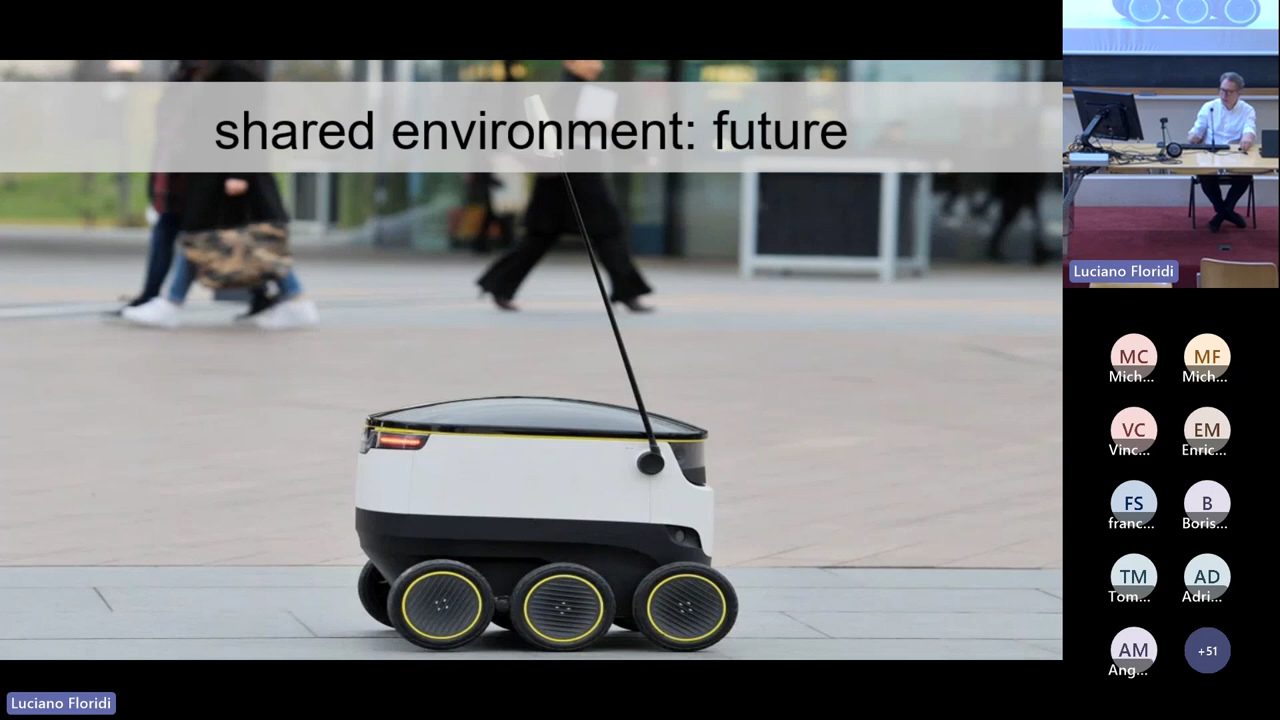 shared environment: future
Luciano Floridi
MC
Mich...
MF
Mich...
VC
Vinc...
EM
Enric...
FS
franc...
B
Boris...
TM
Tom...
AD
Adri...
AM
Ang...
+51
Luciano Floridi